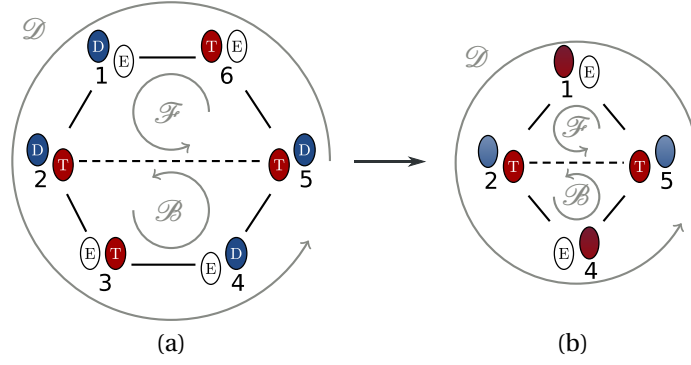 𝒟
D E T E
1 6
ℱ
D T T D
2 5
ℬ
E T E D
3 4
(a)
𝒟
E
1
ℱ
T T
2 5
ℬ
E
4
(b)